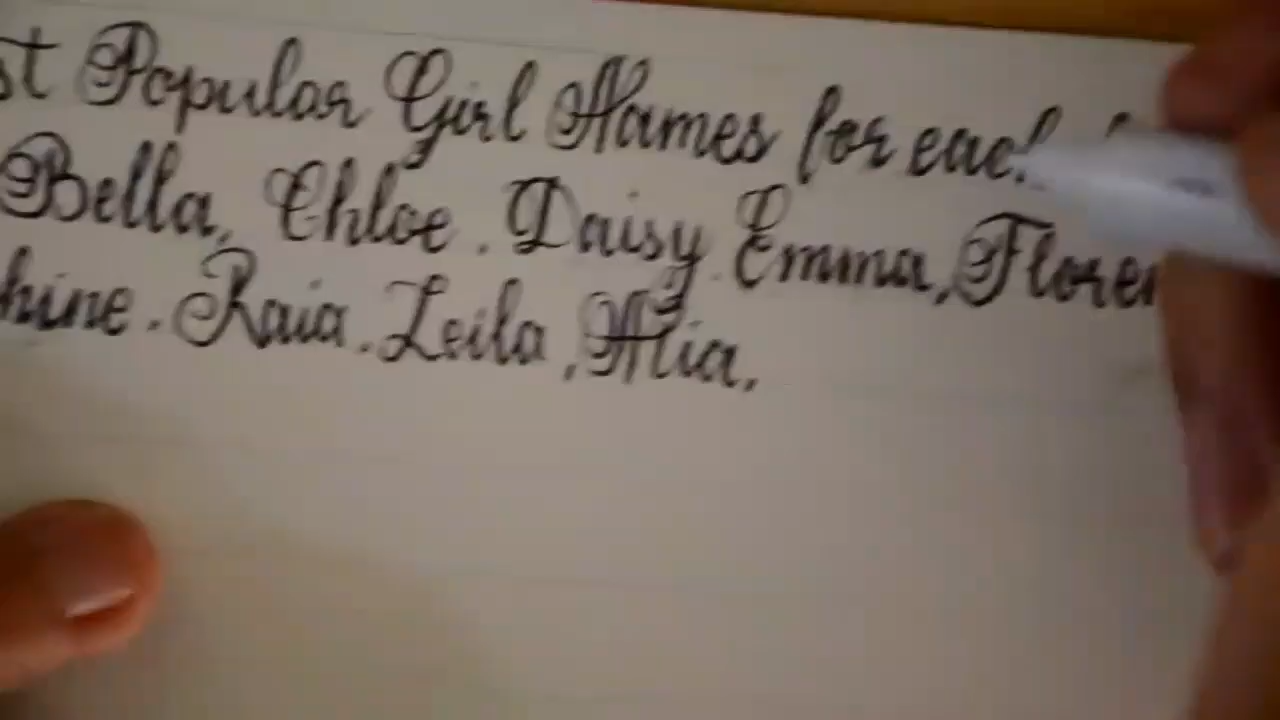 st Popular Girl Names for each
Bella, Chloe. Daisy. Emma, Floren
hine. Kaia. Leila, Mia,